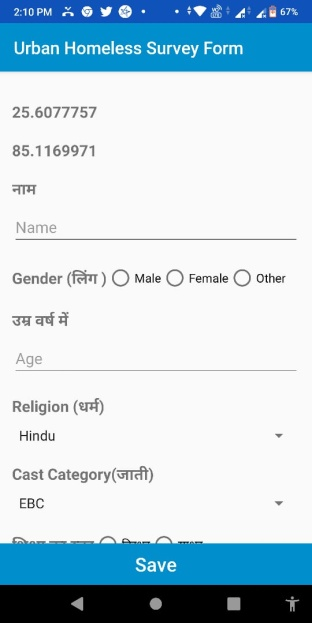 2:10 PM 67%
Urban Homeless Survey Form
25.6077757
85.1169971
नाम
Name
Gender (लिंग ) Male Female Other
उम्र वर्ष में
Age
Religion (धर्म)
Hindu
Cast Category(जाती)
EBC
Save